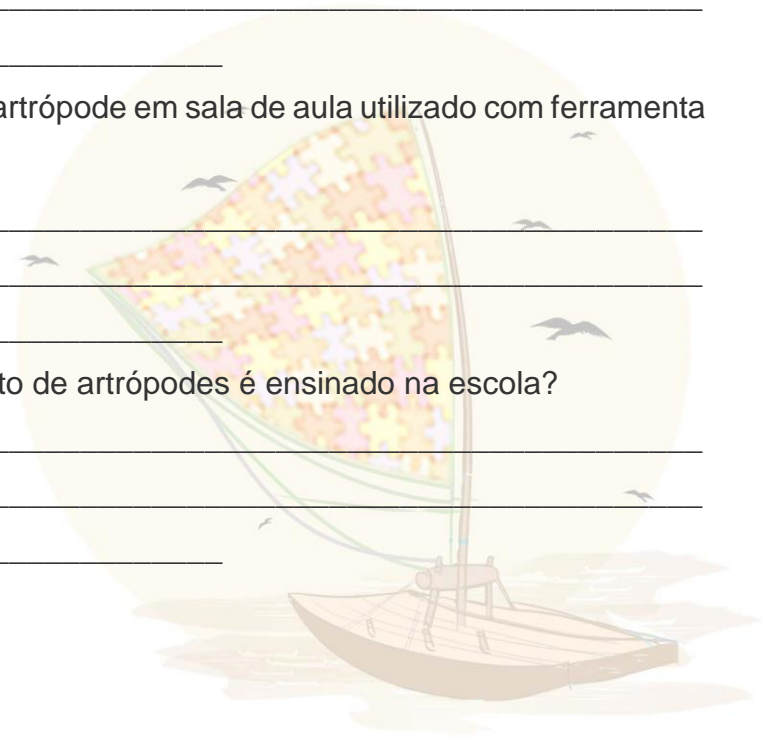 artrópode em sala de aula utilizado com ferramenta
to de artrópodes é ensinado na escola?